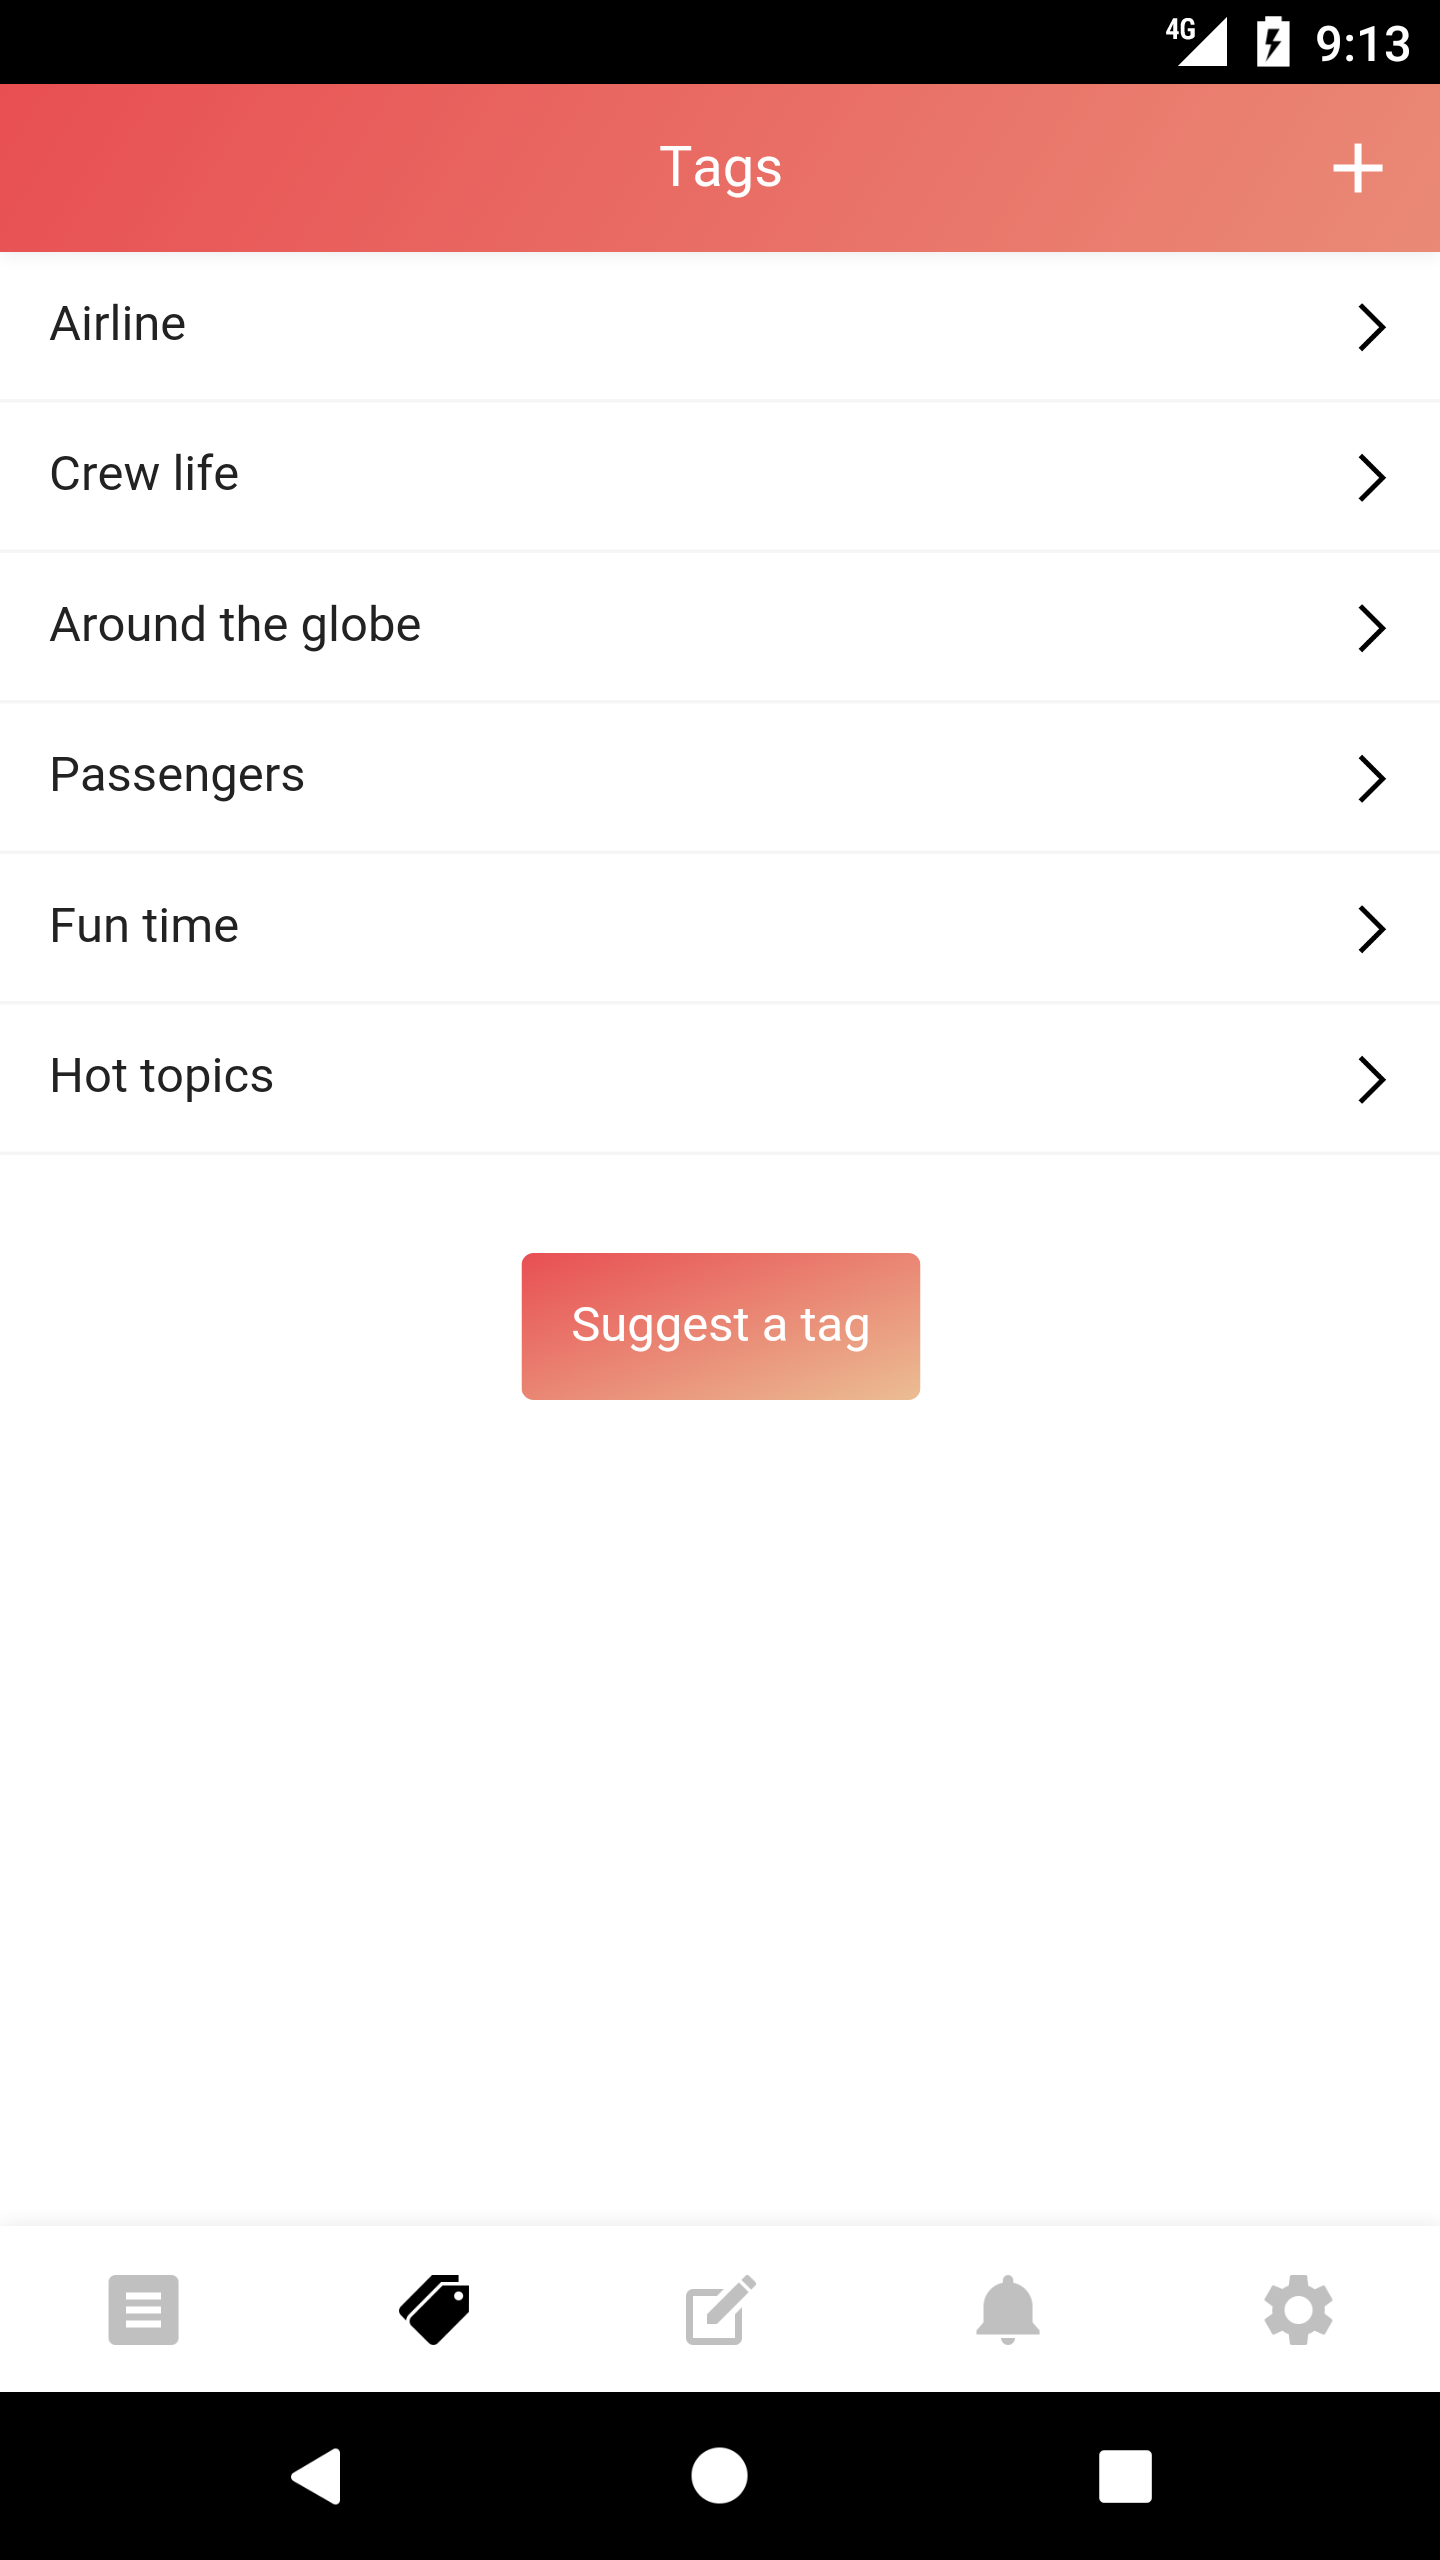 4G 9:13
Tags
Airline
Crew life
Around the globe
Passengers
Fun time
Hot topics
Suggest a tag